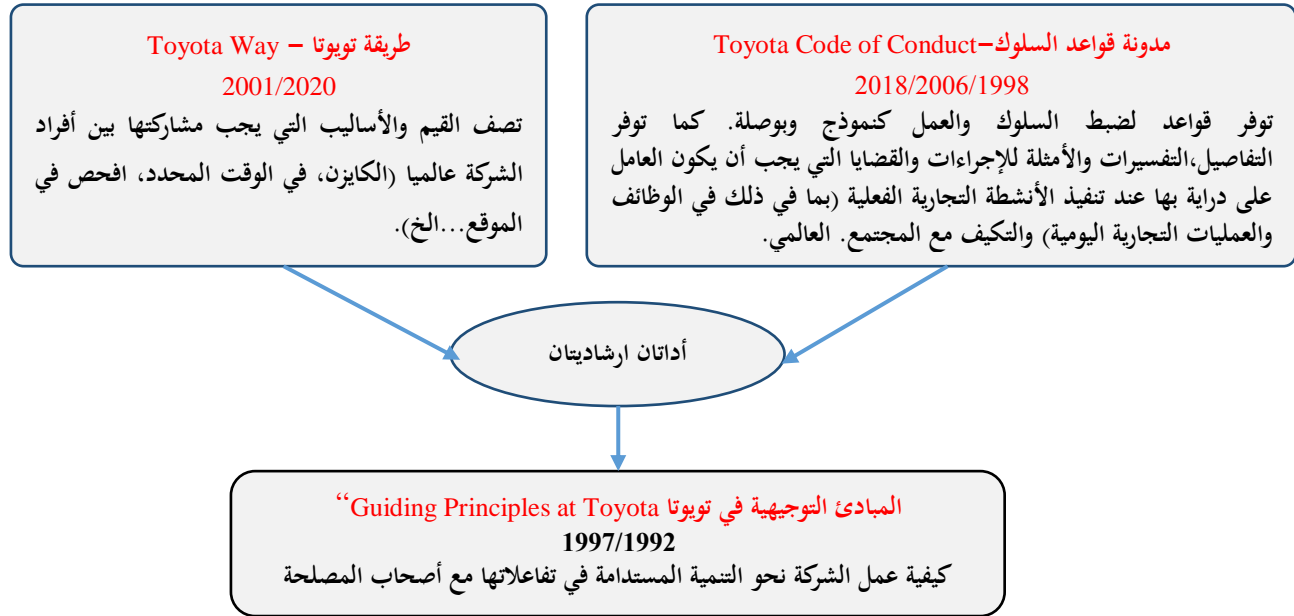 مدونة قواعد السلوك–Toyota Code of Conduct
2018/2006/1998
توفر قواعد لضبط السلوك والعمل كنموذج وبوصلة. كما توفر
التفاصيل،التفسيرات والأمثلة للإجراءات والقضايا التي يجب أن يكون العامل
على دراية بها عند تنفيذ الأنشطة التجارية الفعلية (بما في ذلك في الوظائف
والعمليات التجارية اليومية) والتكيف مع المجتمع. العالمي.
طريقة تويوتا – Toyota Way
2001/2020
تصف القيم والأساليب التي يجب مشاركتها بين أفراد
الشركة عالميا (الكايزن، في الوقت المحدد، افحص في
الموقع...الخ).
أداتان ارشاديتان
المبادئ التوجيهية في تويوتا Guiding Principles at Toyota“
1997/1992
كيفية عمل الشركة نحو التنمية المستدامة في تفاعلاتها مع أصحاب المصلحة